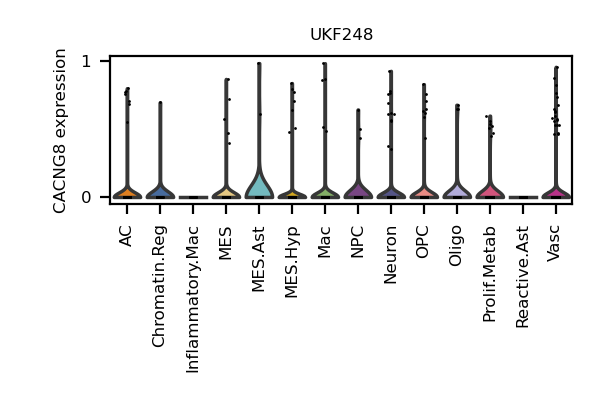 UKF248
CACNG8 expression
1
0
AC
Chromatin.Reg
Inflammatory.Mac
MES
MES.Ast
MES.Hyp
Mac
NPC
Neuron
OPC
Oligo
Prolif.Metab
Reactive.Ast
Vasc